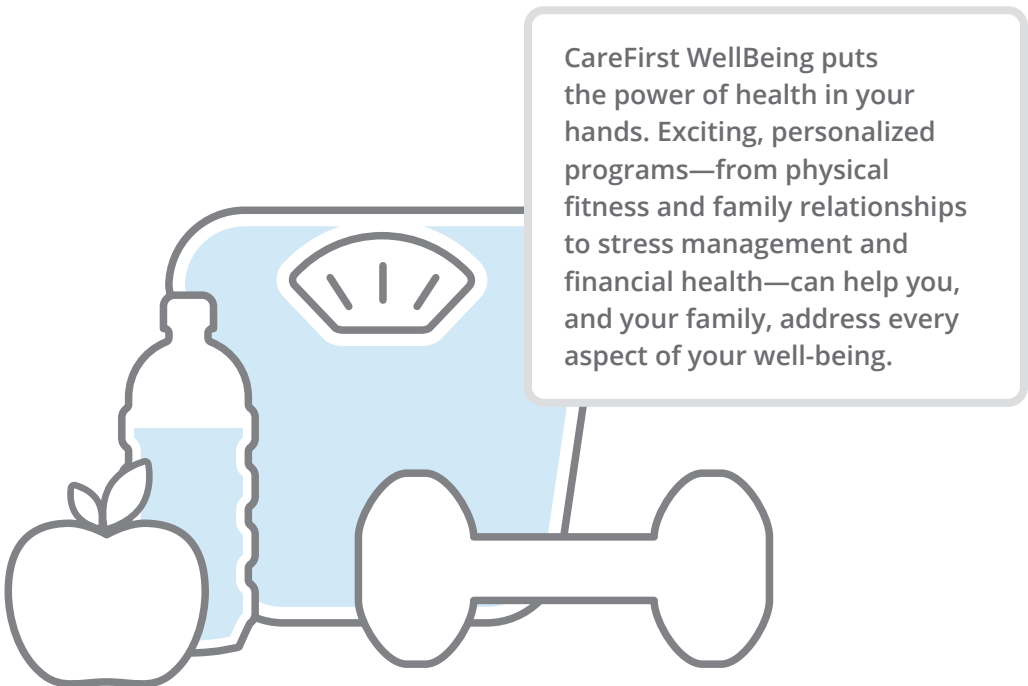 CareFirst WellBeing puts
the power of health in your
hands. Exciting, personalized
programs—from physical
fitness and family relationships
to stress management and
financial health—can help you,
and your family, address every
aspect of your well-being.